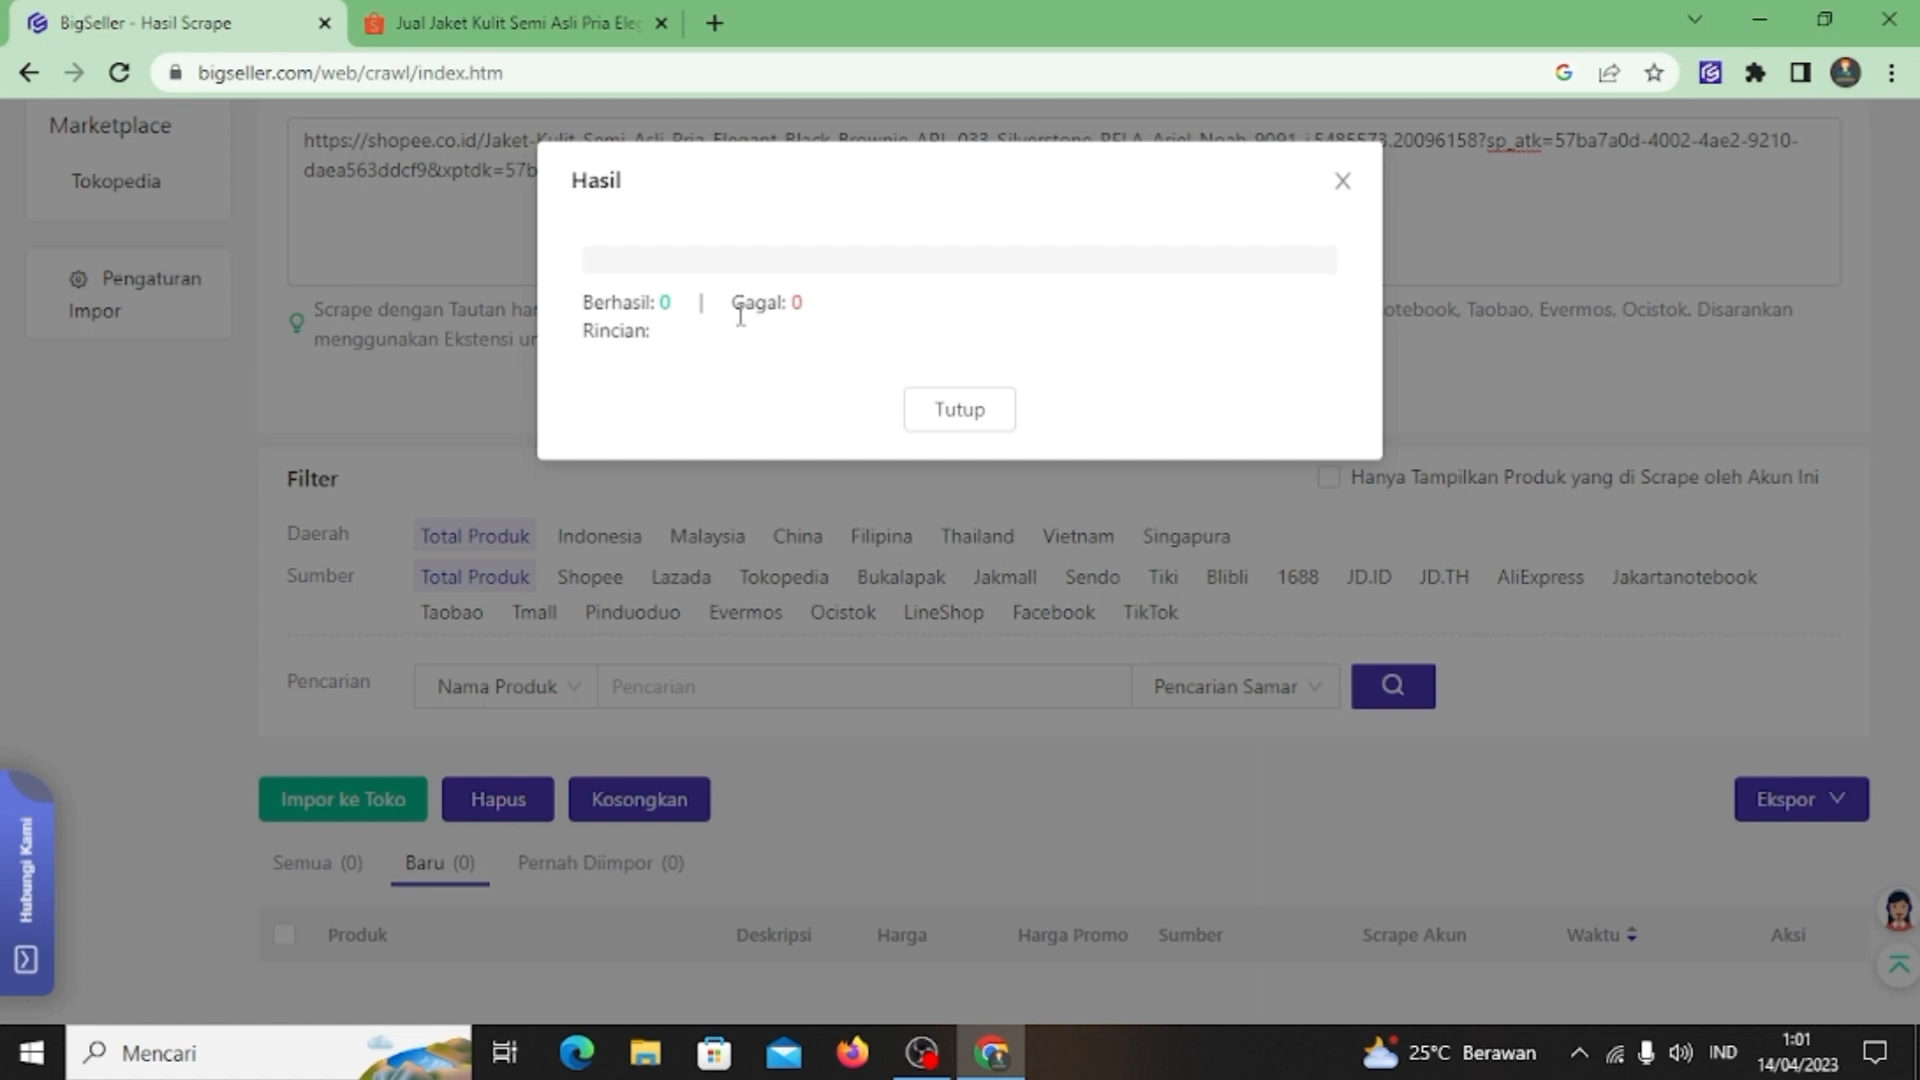 BigSeller - Hasil Scrape
Jual Jaket Kulit Semi Asli Pria Ele
bigseller.com/web/crawl/index.htm
Marketplace
Tokopedia
Pengaturan
Impor
daea563ddcf9&xptdk=57b
.20096158?sp_atk=57ba7a0d-4002-4ae2-9210-
Hasil
Berhasil: 0 | Gagal: 0
Rincian:
Tutup
Scrape dengan Tautan
otebook, Taobao, Evermos, Ocistok. Disarankan
menggunakan Ekstensi
Filter
Hanya Tampilkan Produk yang di Scrape oleh Akun Ini
Daerah Total Produk Indonesia Malaysia China Filipina Thailand Vietnam Singapura
Sumber Total Produk Shopee Lazada Tokopedia Bukalapak Jakmall Sendo Tiki Blibli 1688 JD.ID JD.TH AliExpress Jakartanotebook
Taobao Tmall Pinduoduo Evermos Ocistok LineShop Facebook TikTok
Pencarian Nama Produk Pencarian Pencarian Samar
Impor ke Toko Hapus Kosongkan Ekspor
Semua (0) Baru (0) Pernah Diimpor (0)
Produk Deskripsi Harga Harga Promo Sumber Scrape Akun Waktu Aksi
Hubungi Kami
Mencari
25°C Berawan
IND
1:01
14/04/2023